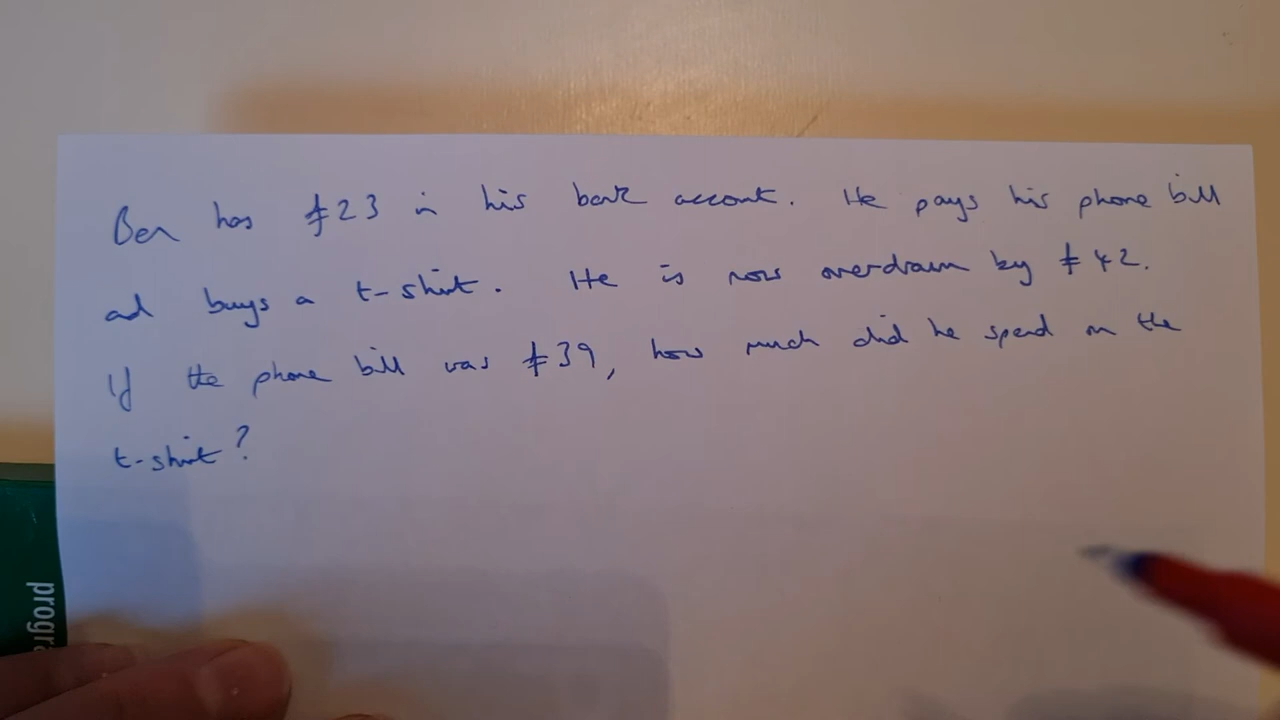 Ben has £23 in his bank account. He pays his phone bill
and buys a t-shirt. He is now overdrawn by £42.
If the phone bill was £39, how much did he spend on the
t-shirt?
progra